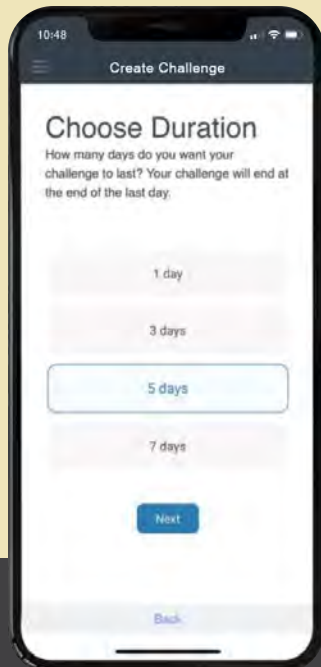 10:48
Create Challenge
Choose Duration
How many days do you want your
challenge to last? Your challenge will end at
the end of the last day.
1 day
3 days
5 days
7 days
Next
Back